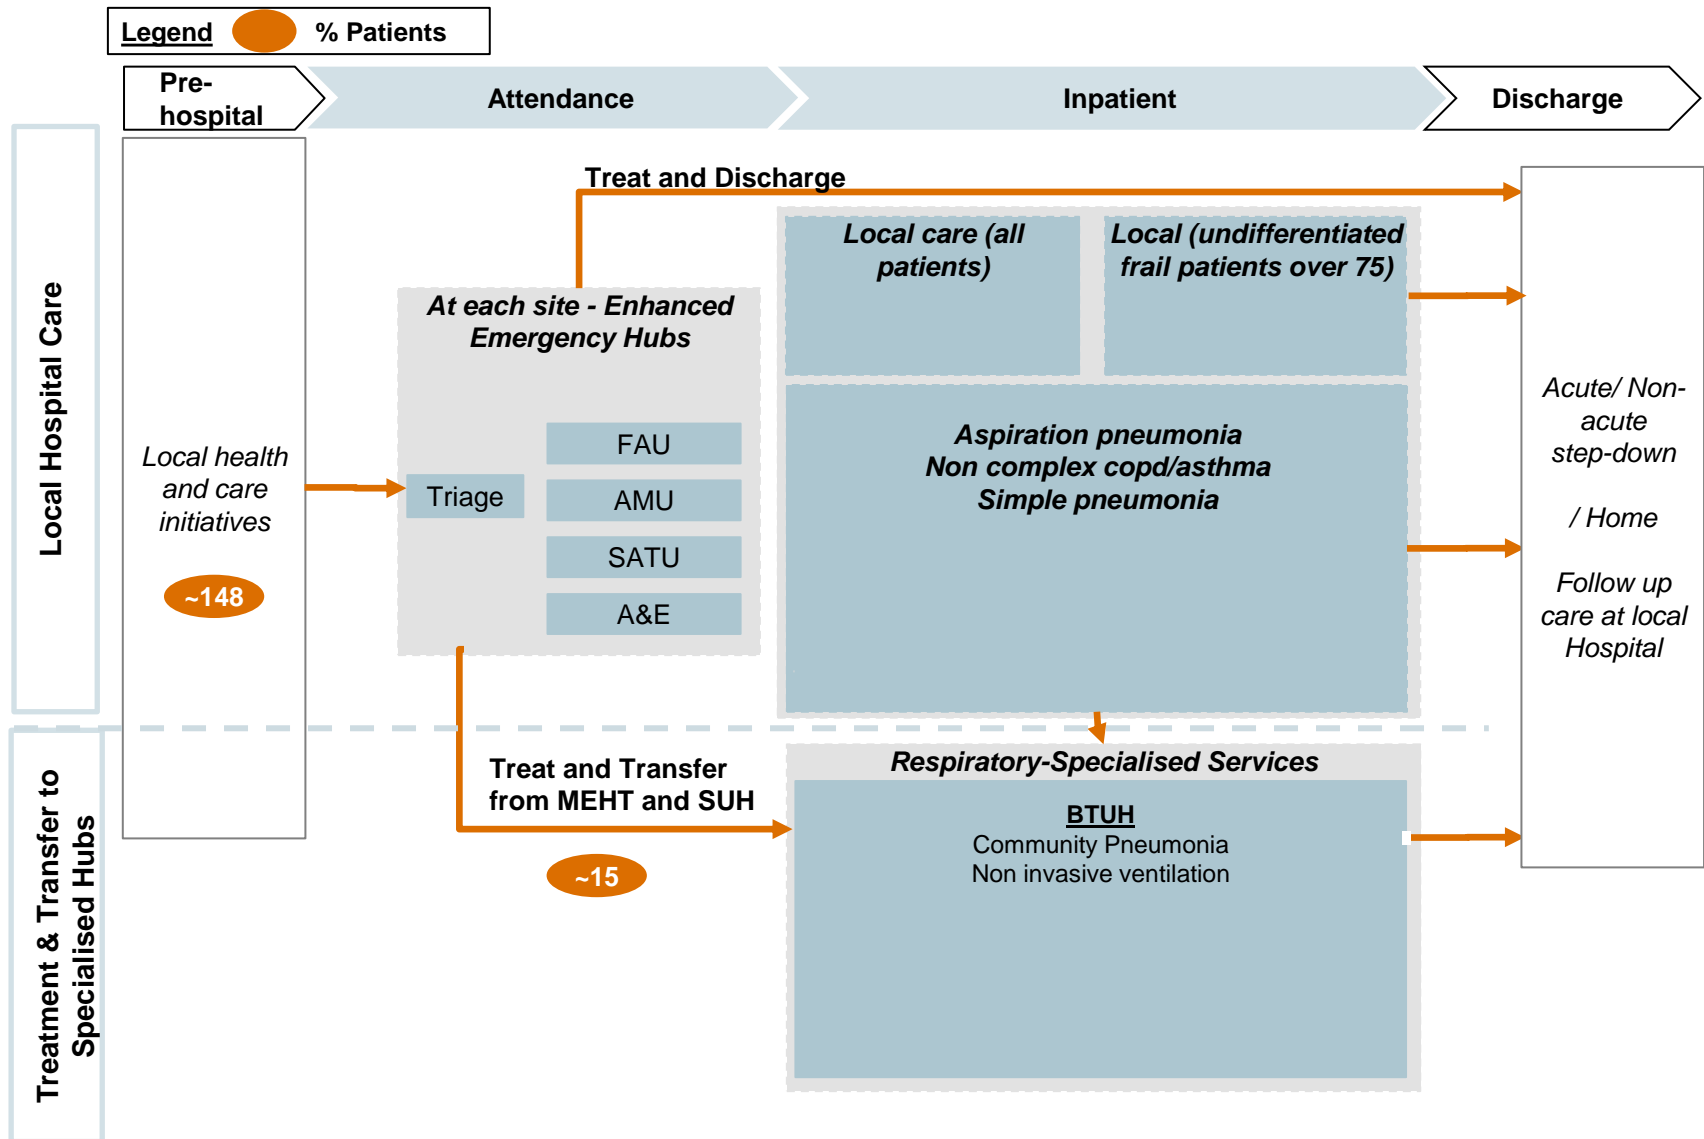 Legend
% Patients
Pre-
hospital
Attendance
Inpatient
Discharge
Local Hospital Care
Treatment & Transfer to
Specialised Hubs
Local health
and care
initiatives
~148
Treat and Discharge
At each site - Enhanced
Emergency Hubs
Triage
FAU
AMU
SATU
A&E
Local care (all
patients)
Local (undifferentiated
frail patients over 75)
Aspiration pneumonia
Non complex copd/asthma
Simple pneumonia
Treat and Transfer
from MEHT and SUH
~15
Respiratory-Specialised Services
BTUH
Community Pneumonia
Non invasive ventilation
Acute/ Non-
acute
step-down
/ Home
Follow up
care at local
Hospital